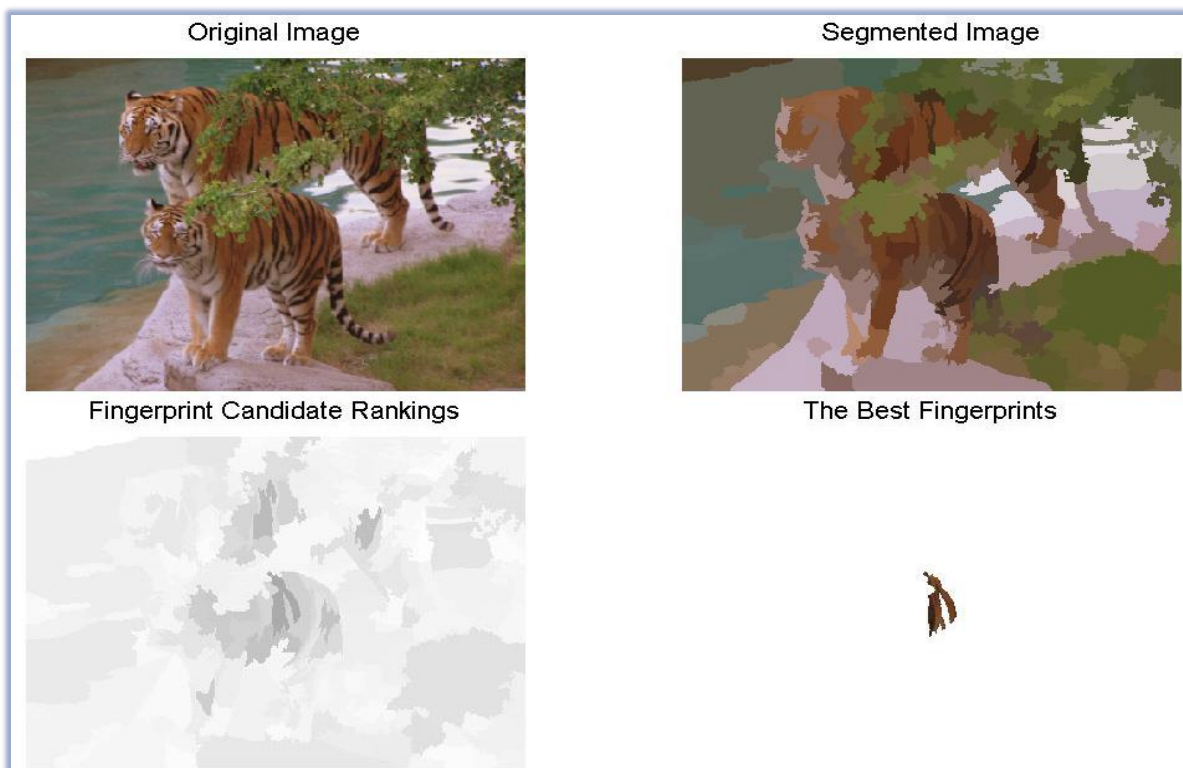 Original Image
Segmented Image
Fingerprint Candidate Rankings
The Best Fingerprints